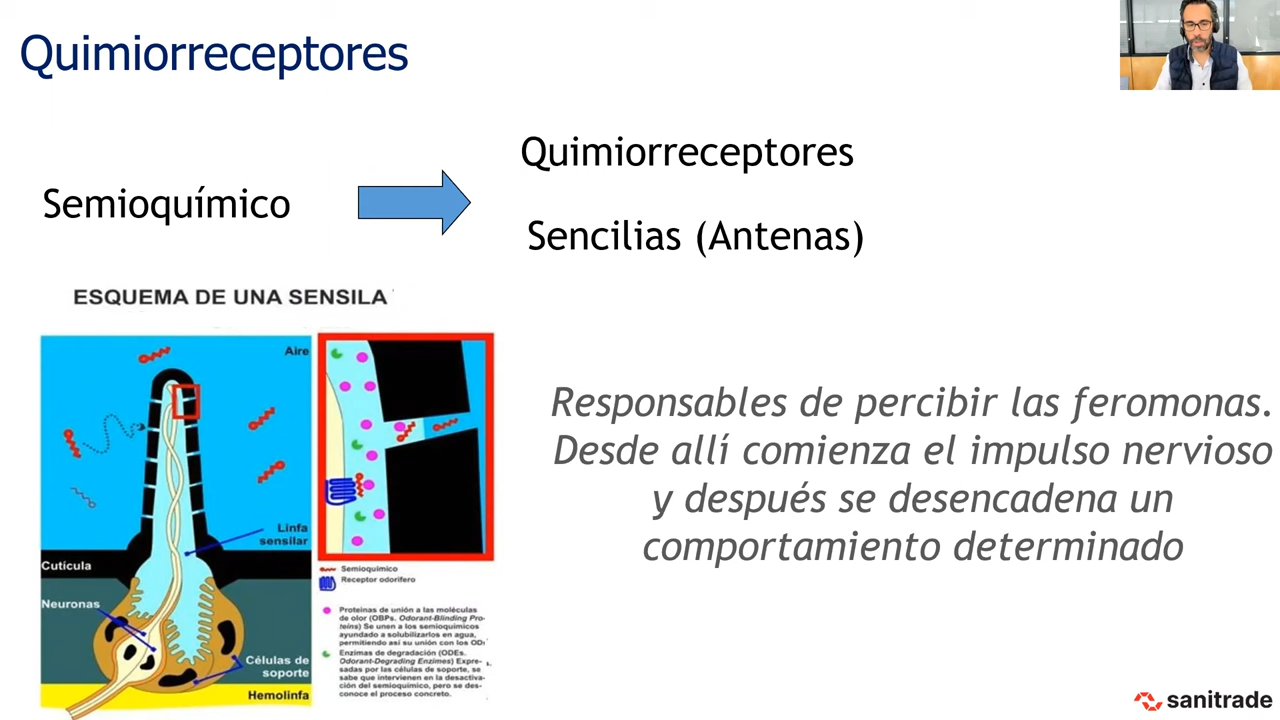 Quimiorreceptores
Quimiorreceptores
Semioquímico
Sencilias (Antenas)
ESQUEMA DE UNA SENSILA
Aire
Linfa
sensilar
Cutícula
Neuronas
Células de
soporte
Hemolinfa
Semioquímico
Receptor odorífero
Proteinas de unión a las moléculas
de olor (OBPs. Odorant-Blinding Pro-
teins) Se unen a los semioquímicos
ayundado a solubilizarlos en agua,
permitiendo así su unión con los OD
Enzimas de degradación (ODEs.
Odorant-Degrading Enzimes) Expre-
sadas por las células de soporte, se
sabe que intervienen en la desactiva-
ción del semioquímico, pero se des-
conoce el proceso concreto.
Responsables de percibir las feromonas.
Desde allí comienza el impulso nervioso
y después se desencadena un
comportamiento determinado
sanitrade